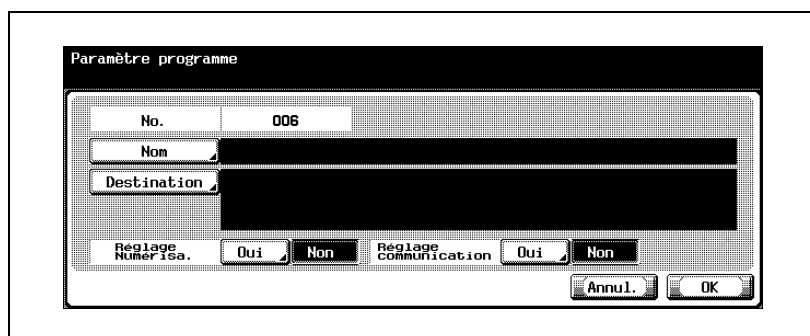 Paramètre programme
No. 006
Nom
Destination
Réglage Numérisa. Oui Non Réglage communication Oui Non
Annul. OK